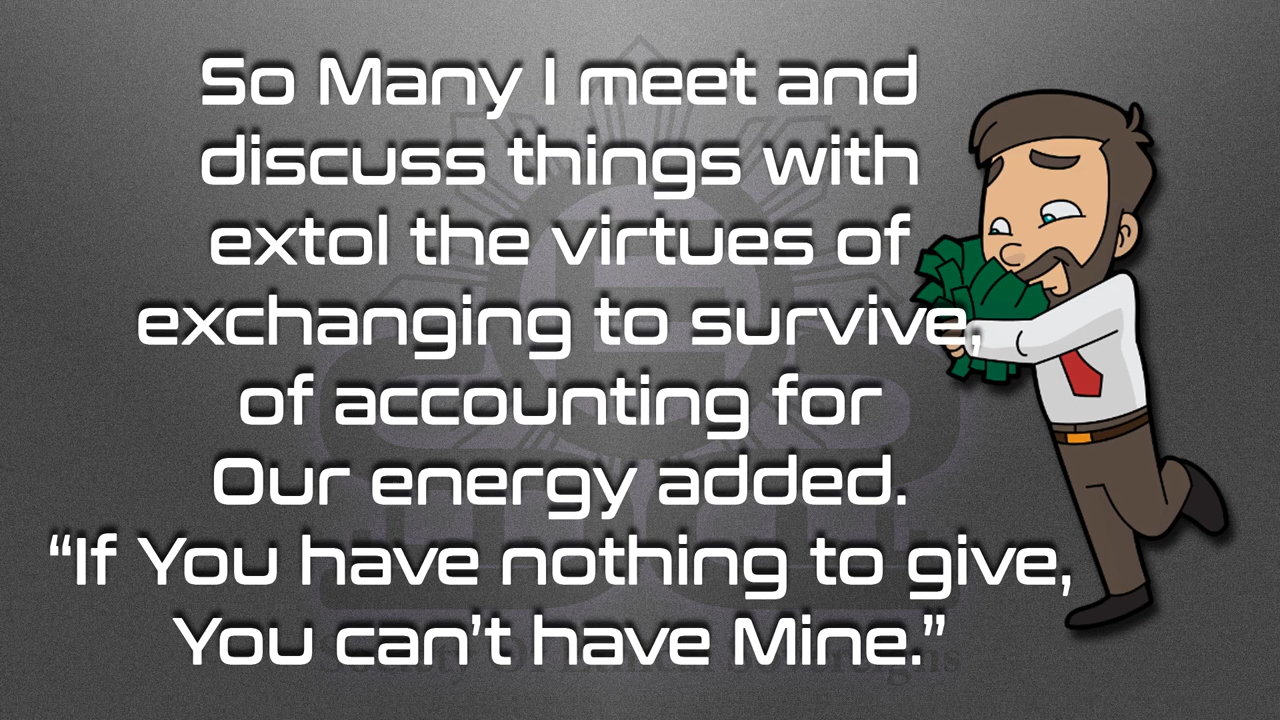 So Many I meet and
discuss things with
extol the virtues of
exchanging to survive,
of accounting for
Our energy added.
“If You have nothing to give,
You can’t have Mine.”